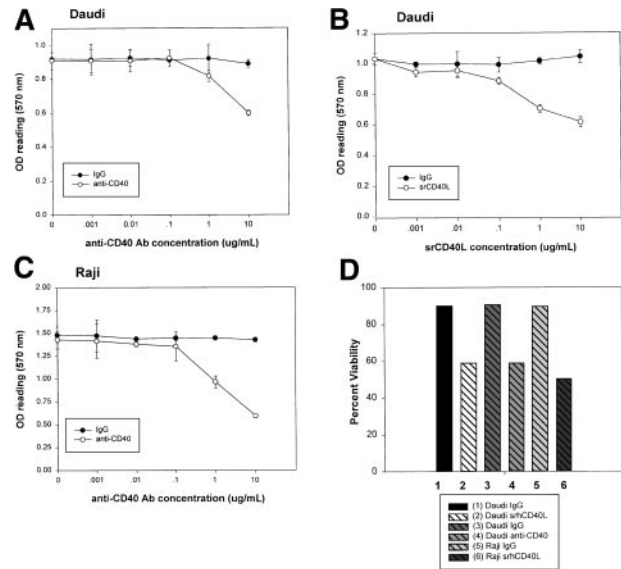 A Daudi
OD reading (570 nm)
1.0
0.8
0.6
0.4
0.2
0.0
IgG
anti-CD40
0 .001 0.01 .1 1 10
anti-CD40 Ab concentration (ug/mL)
B Daudi
OD reading (570 nm)
1.2
1.0
0.8
0.6
0.4
0.2
0.0
IgG
srCD40L
0 .001 .01 .1 1 10
srCD40L concentration (ug/mL)
C Raji
OD reading (570 nm)
2.00
1.75
1.50
1.25
1.00
0.75
0.50
0.25
0.00
IgG
anti-CD40
0 .001 0.01 .1 1 10
anti-CD40 Ab concentration (ug/mL)
D
Percent Viability
100
80
60
40
20
0
1 2 3 4 5 6
(1) Daudi IgG
(2) Daudi srhCD40L
(3) Daudi IgG
(4) Daudi anti-CD40
(5) Raji IgG
(6) Raji srhCD40L